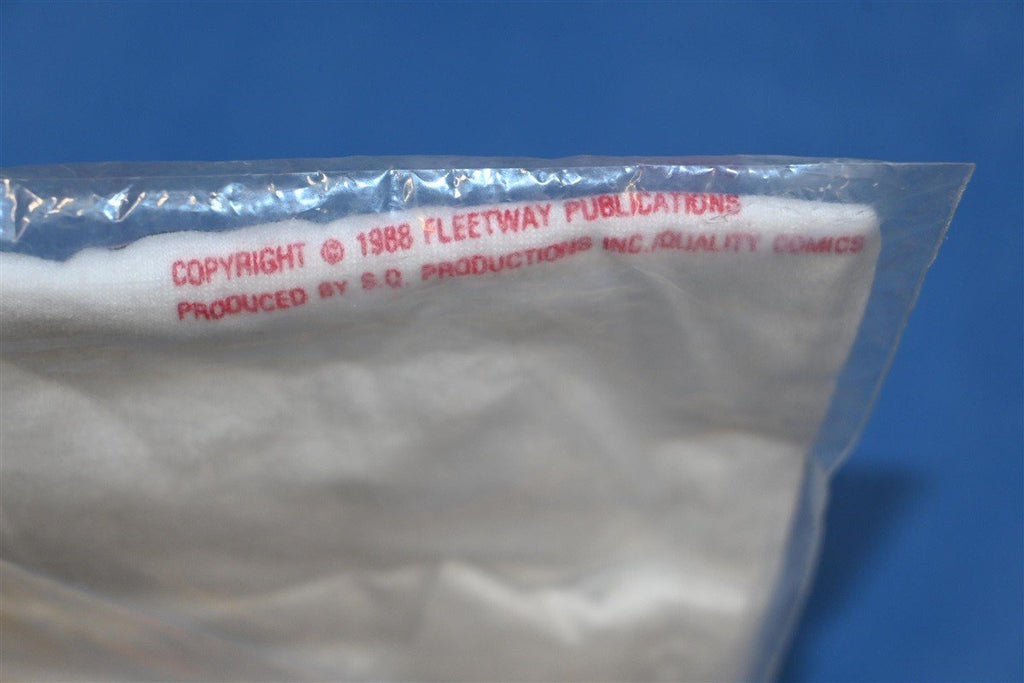 COPYRIGHT © 1988 FLEETWAY PUBLICATIONS
PRODUCED BY S.Q. PRODUCTIONS INC./QUALITY COMICS